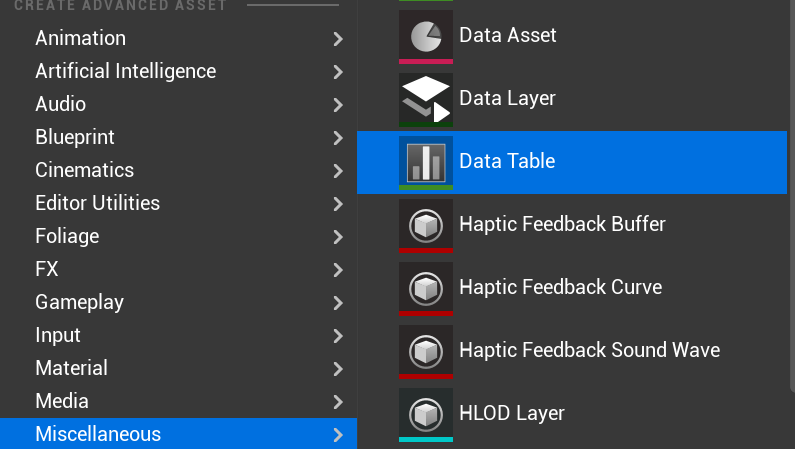 CREATE ADVANCED ASSET
Animation
Artificial Intelligence
Audio
Blueprint
Cinematics
Editor Utilities
Foliage
FX
Gameplay
Input
Material
Media
Miscellaneous
Data Asset
Data Layer
Data Table
Haptic Feedback Buffer
Haptic Feedback Curve
Haptic Feedback Sound Wave
HLOD Layer